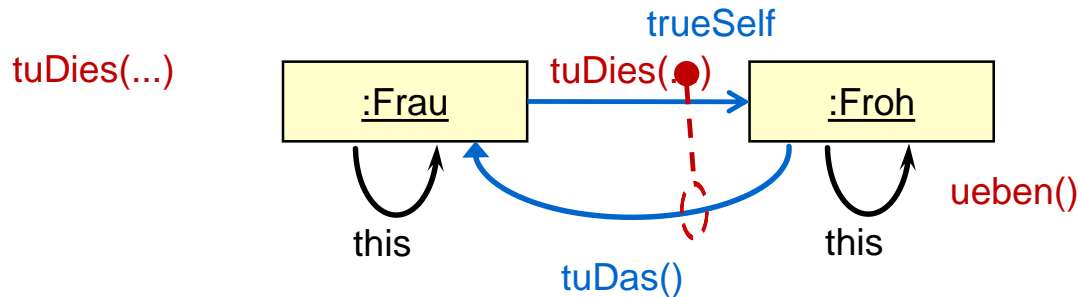 trueSelf
tuDies(...)
tuDies(...)
:Frau
:Froh
ueben()
this
this
tuDas()